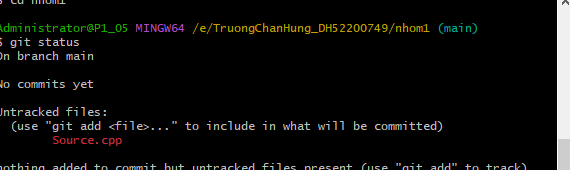 $ cd nhom1
Administrator@P1_05 MINGW64 /e/TruongChanHung_DH52200749/nhom1 (main)
$ git status
On branch main
No commits yet
Untracked files:
(use "git add <file>..." to include in what will be committed)
Source.cpp
nothing added to commit but untracked files present (use "git add" to track)